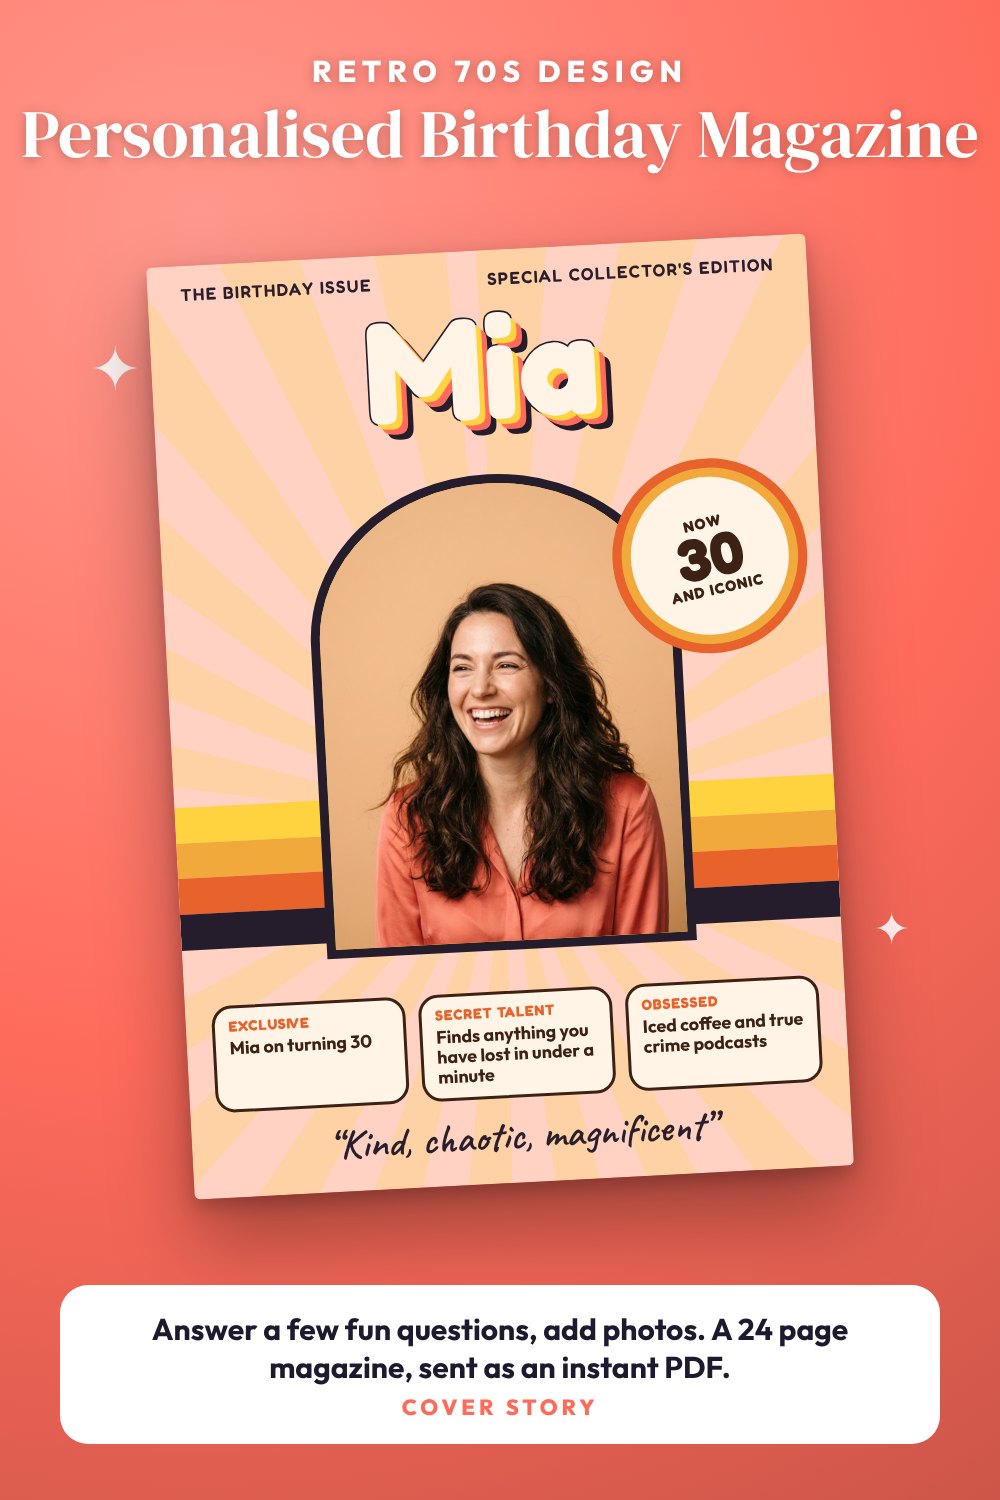 RETRO 70S DESIGN
Personalised Birthday Magazine
THE BIRTHDAY ISSUE
SPECIAL COLLECTOR'S EDITION
Mia
NOW
30
AND ICONIC
EXCLUSIVE
Mia on turning 30
SECRET TALENT
Finds anything you
have lost in under a
minute
OBSESSED
Iced coffee and true
crime podcasts
“Kind, chaotic, magnificent”
Answer a few fun questions, add photos. A 24 page
magazine, sent as an instant PDF.
COVER STORY